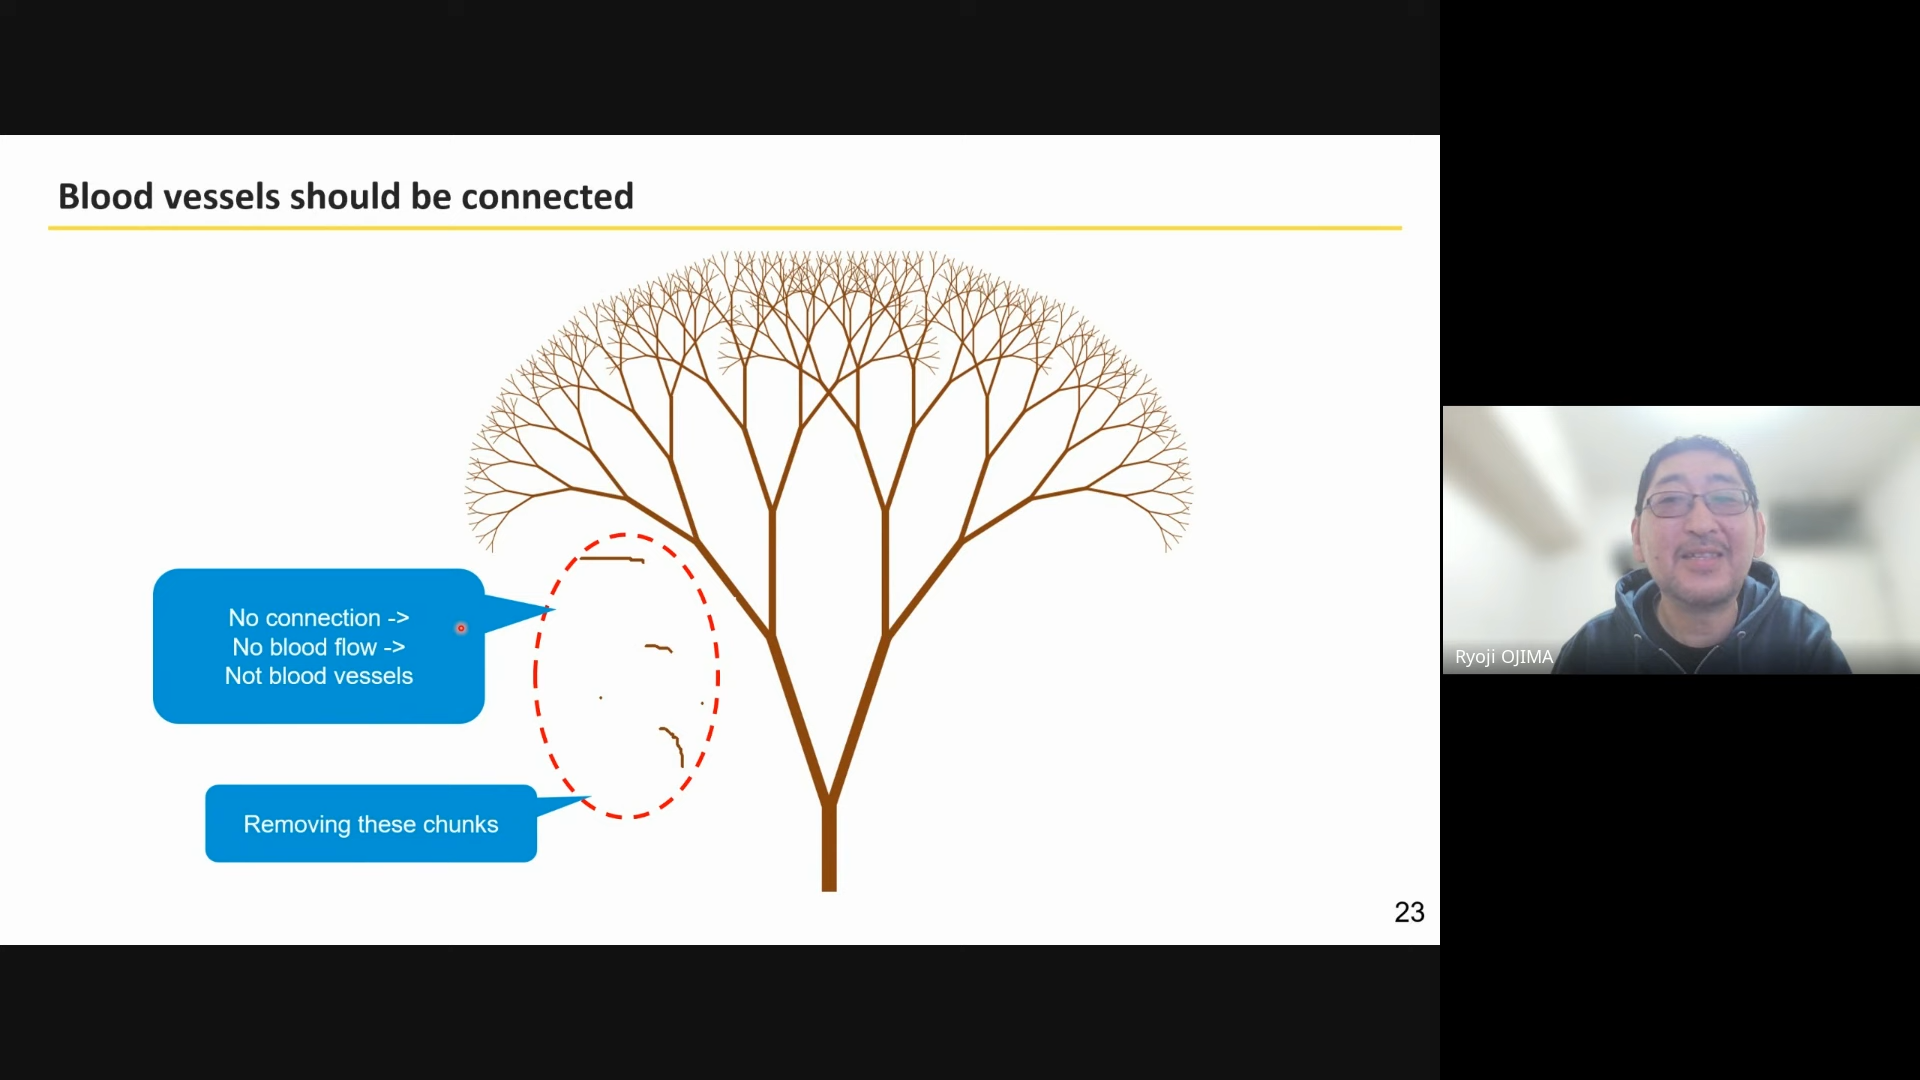 Blood vessels should be connected
No connection ->
No blood flow ->
Not blood vessels
Removing these chunks
23
Ryoji OJIMA